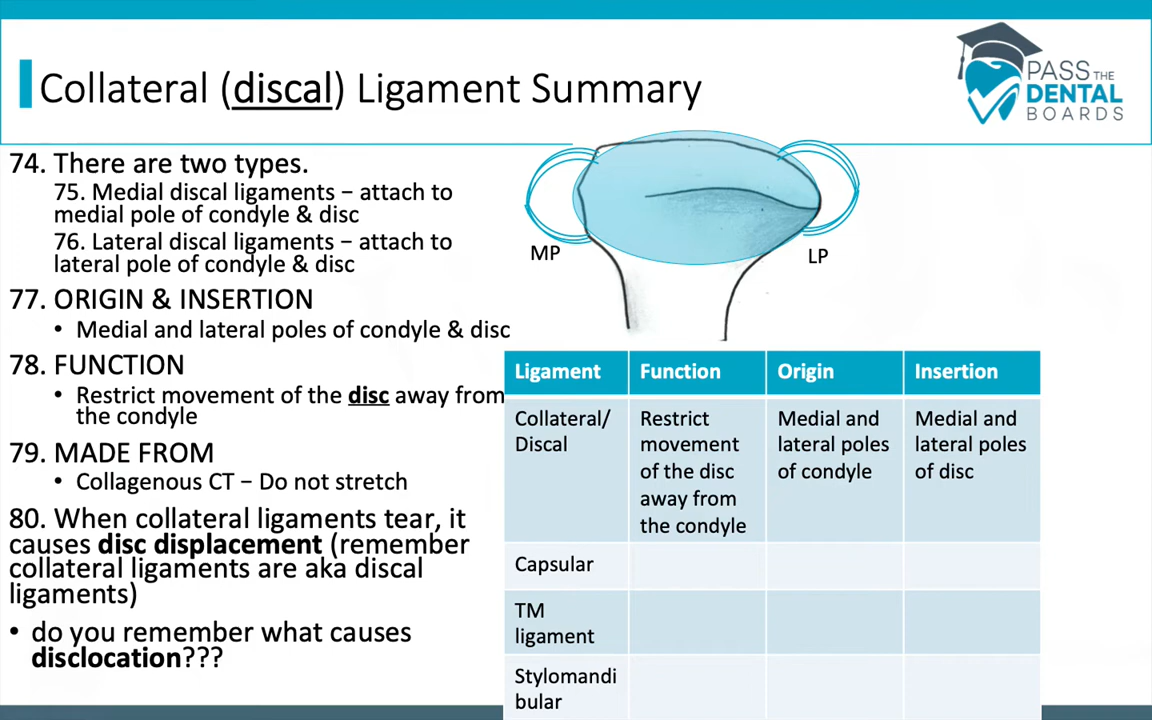 Collateral (discal) Ligament Summary
PASS THE
DENTAL
BOARDS
74. There are two types.
75. Medial discal ligaments – attach to
medial pole of condyle & disc
76. Lateral discal ligaments – attach to
lateral pole of condyle & disc
77. ORIGIN & INSERTION
• Medial and lateral poles of condyle & disc
78. FUNCTION
• Restrict movement of the disc away from
the condyle
79. MADE FROM
• Collagenous CT – Do not stretch
80. When collateral ligaments tear, it
causes disc displacement (remember
collateral ligaments are aka discal
ligaments)
• do you remember what causes
disclocation???
MP
LP
Ligament Function Origin Insertion
Collateral/ Restrict Medial and Medial and
Discal movement lateral poles lateral poles
of the disc of condyle of disc
away from
the condyle
Capsular
TM
ligament
Stylomandi
bular